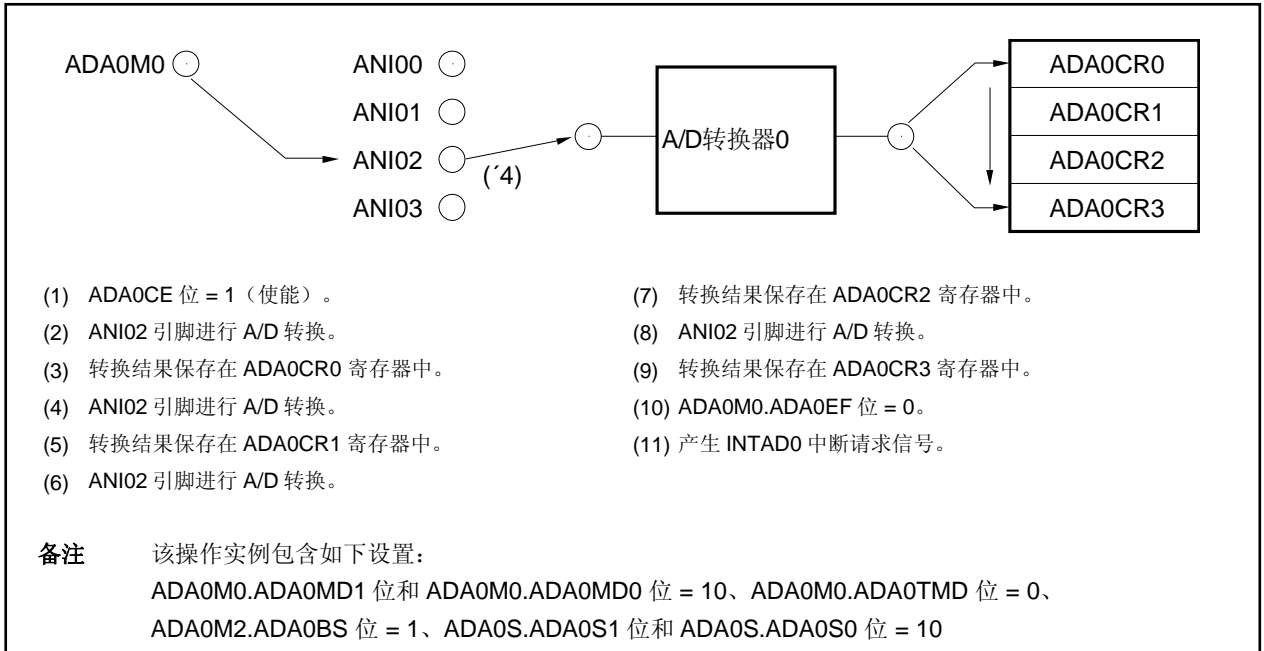 ADA0M0
ANI00
ANI01
ANI02
ANI03
(´4)
A/D转换器0
ADA0CR0
ADA0CR1
ADA0CR2
ADA0CR3
(1) ADA0CE 位 = 1（使能）。
(2) ANI02 引脚进行 A/D 转换。
(3) 转换结果保存在 ADA0CR0 寄存器中。
(4) ANI02 引脚进行 A/D 转换。
(5) 转换结果保存在 ADA0CR1 寄存器中。
(6) ANI02 引脚进行 A/D 转换。
(7) 转换结果保存在 ADA0CR2 寄存器中。
(8) ANI02 引脚进行 A/D 转换。
(9) 转换结果保存在 ADA0CR3 寄存器中。
(10) ADA0M0.ADA0EF 位 = 0。
(11) 产生 INTAD0 中断请求信号。
备注 该操作实例包含如下设置：
ADA0M0.ADA0MD1 位和 ADA0M0.ADA0MD0 位 = 10、ADA0M0.ADA0TMD 位 = 0、
ADA0M2.ADA0BS 位 = 1、ADA0S.ADA0S1 位和 ADA0S.ADA0S0 位 = 10